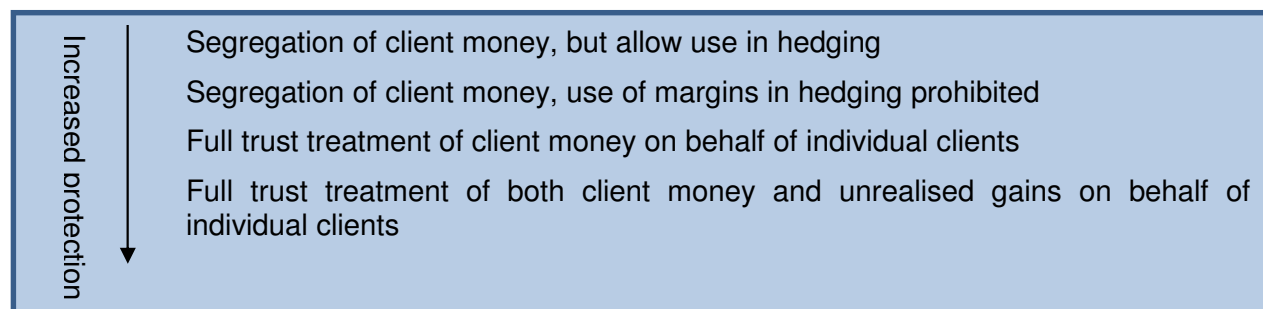 Increased protection
Segregation of client money, but allow use in hedging
Segregation of client money, use of margins in hedging prohibited
Full trust treatment of client money on behalf of individual clients
Full trust treatment of both client money and unrealised gains on behalf of
individual clients